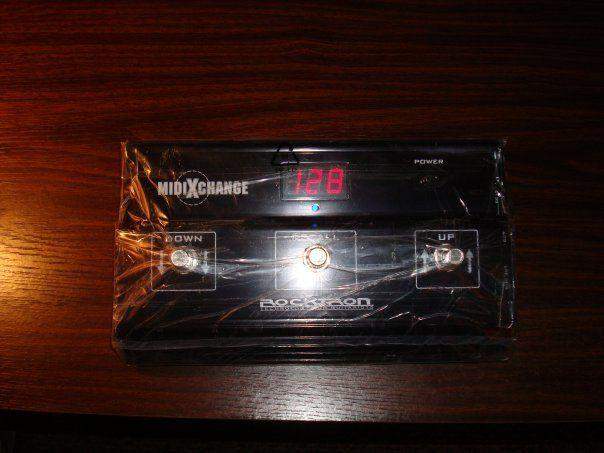 POWER
128
MIDIXCHANGE
DOWN
UP
ROCKTRON